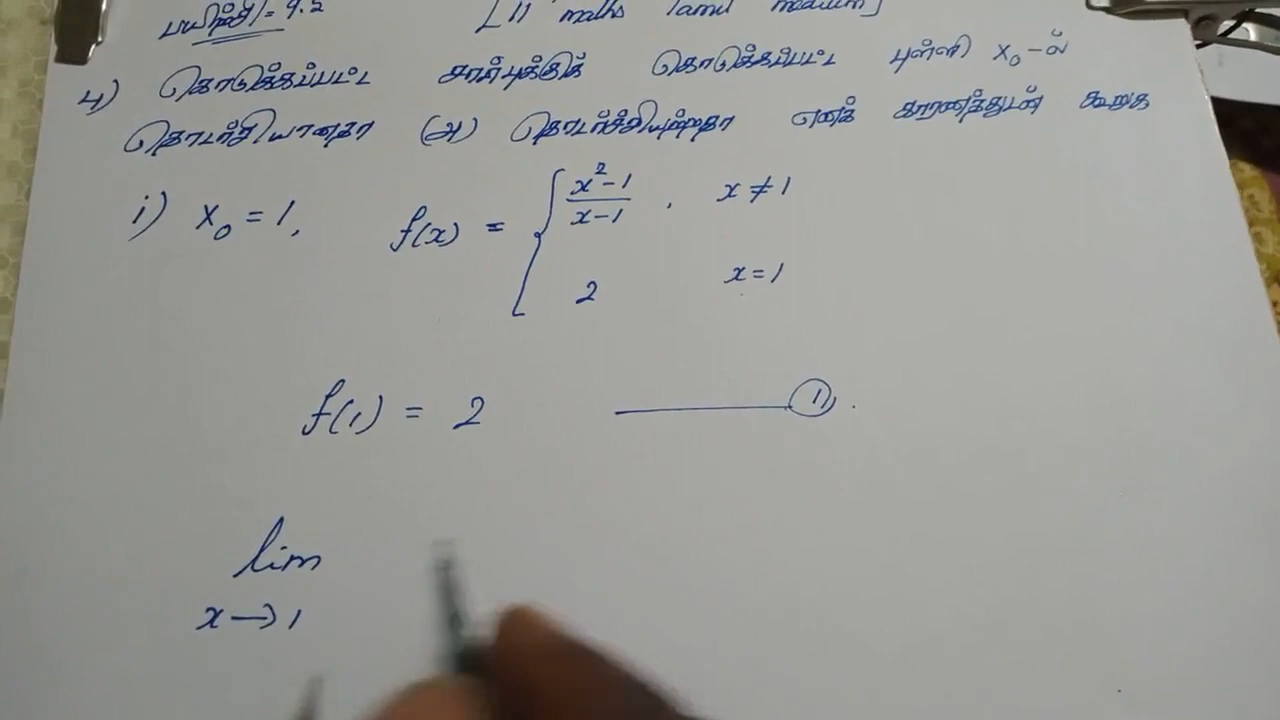 பயிற்சி - 9.2 [11 maths Tamil medium]
4) கொடுக்கப்பட்ட சார்புக்குக் கொடுக்கப்பட்ட புள்ளி x₀-ல்
தொடர்ச்சியானதா (அ) தொடர்ச்சியற்றதா எனக் காரணத்துடன் கூறுக
i) x₀ = 1, f(x) = { (x²-1)/(x-1) , x ≠ 1
2 x = 1
f(1) = 2 ——— ①.
lim
x → 1